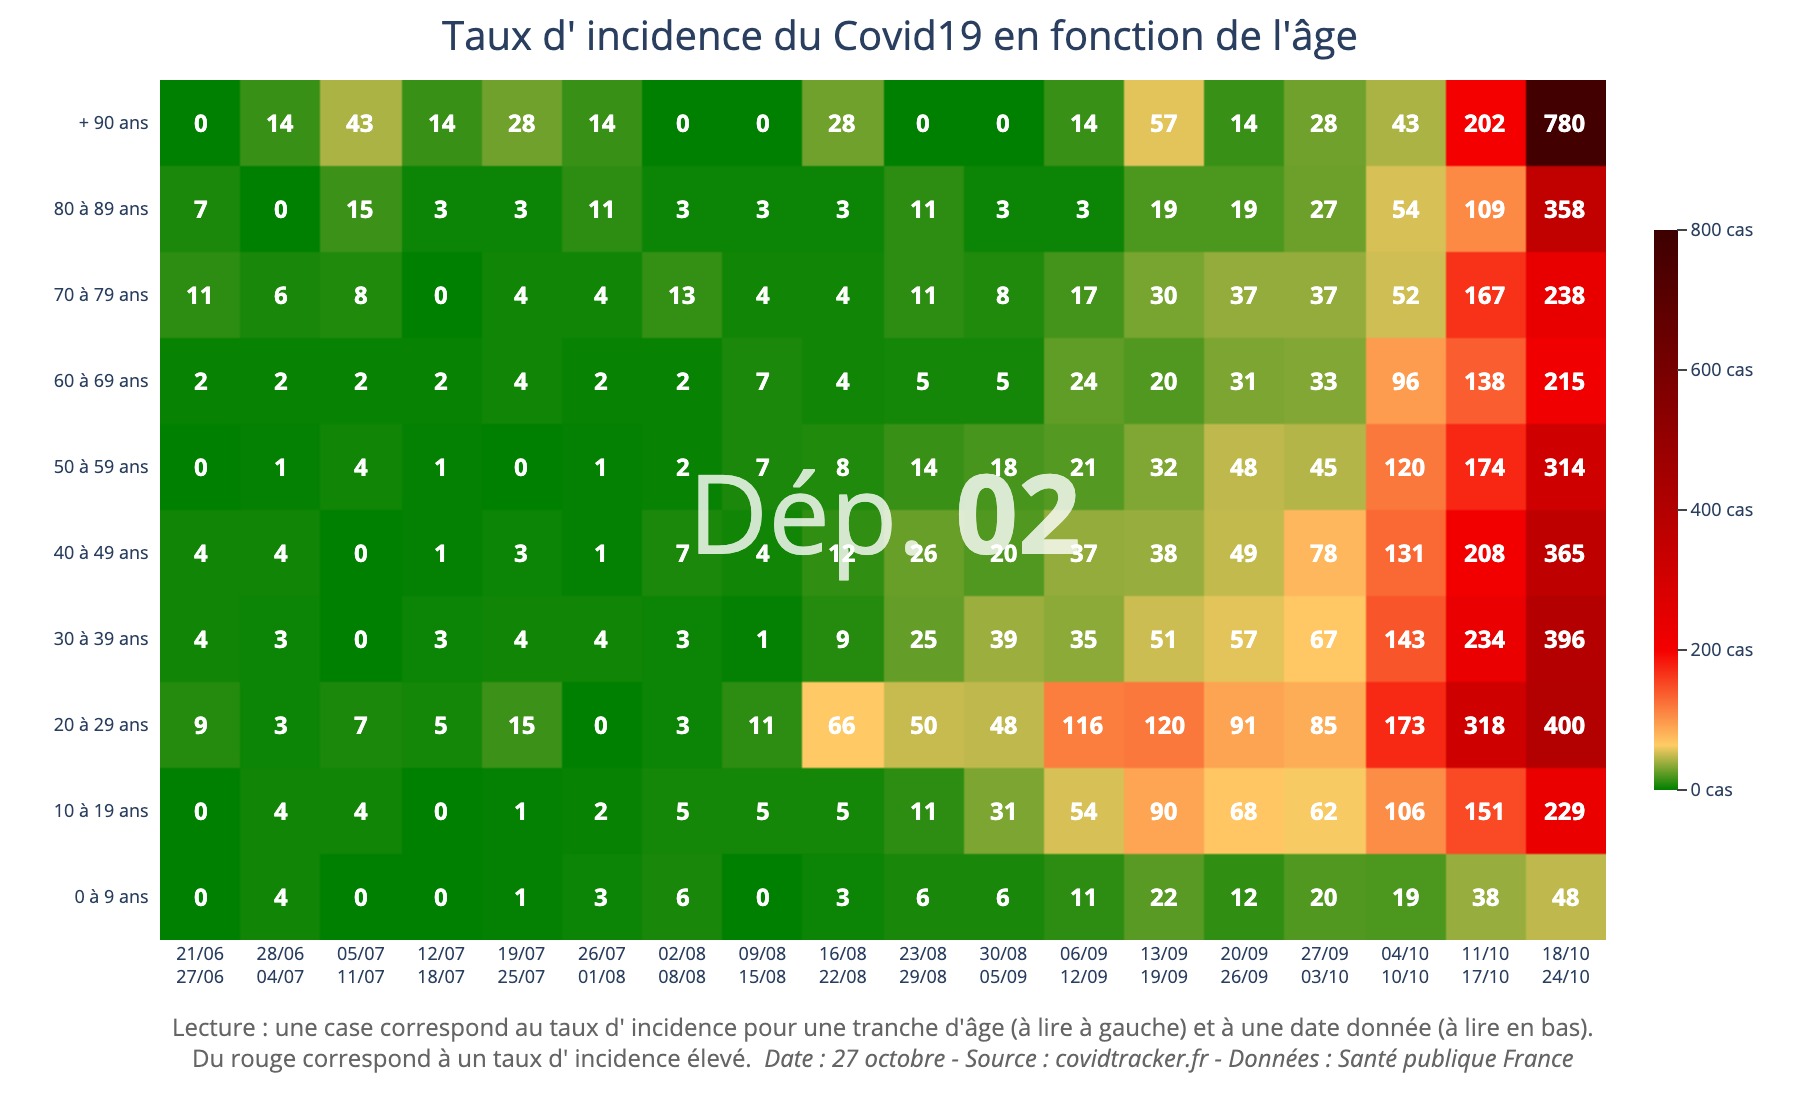 Taux d' incidence du Covid19 en fonction de l'âge
+ 90 ans 0 14 43 14 28 14 0 0 28 0 0 14 57 14 28 43 202 780
80 à 89 ans 7 0 15 3 3 11 3 3 3 11 3 3 19 19 27 54 109 358
70 à 79 ans 11 6 8 0 4 4 13 4 4 11 8 17 30 37 37 52 167 238
60 à 69 ans 2 2 2 2 4 2 2 7 4 5 5 24 20 31 33 96 138 215
50 à 59 ans 0 1 4 1 0 1 2 7 8 14 18 21 32 48 45 120 174 314
Dép. 02
40 à 49 ans 4 4 0 1 3 1 7 4 12 26 20 37 38 49 78 131 208 365
30 à 39 ans 4 3 0 3 4 4 3 1 9 25 39 35 51 57 67 143 234 396
20 à 29 ans 9 3 7 5 15 0 3 11 66 50 48 116 120 91 85 173 318 400
10 à 19 ans 0 4 4 0 1 2 5 5 5 11 31 54 90 68 62 106 151 229
0 à 9 ans 0 4 0 0 1 3 6 0 3 6 6 11 22 12 20 19 38 48
21/06 28/06 05/07 12/07 19/07 26/07 02/08 09/08 16/08 23/08 30/08 06/09 13/09 20/09 27/09 04/10 11/10 18/10
27/06 04/07 11/07 18/07 25/07 01/08 08/08 15/08 22/08 29/08 05/09 12/09 19/09 26/09 03/10 10/10 17/10 24/10
800 cas
600 cas
400 cas
200 cas
0 cas
Lecture : une case correspond au taux d' incidence pour une tranche d'âge (à lire à gauche) et à une date donnée (à lire en bas).
Du rouge correspond à un taux d' incidence élevé. Date : 27 octobre - Source : covidtracker.fr - Données : Santé publique France